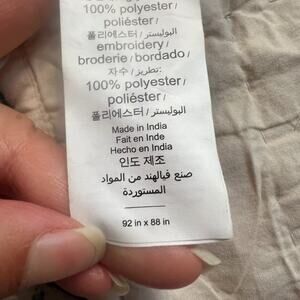 100% polyester/
poliéster/
폴리에스터/ البوليستر/
embroidery/
broderie/bordado/
자수/ تطريز:
100% polyester/
poliéster/
폴리에스터/ البوليستر
Made in India
Fait en Inde
Hecho en India
인도 제조
صنع فيالهند من المواد
المستوردة
92 in x 88 in